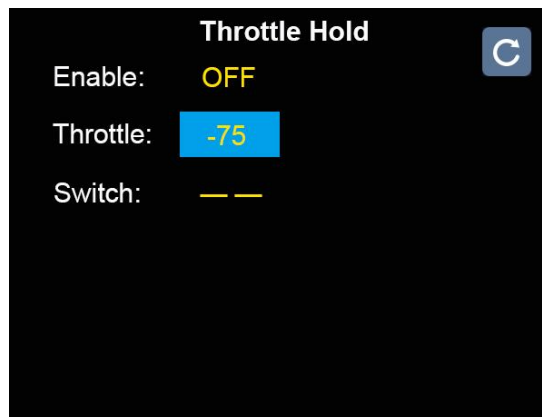 Throttle Hold
Enable: OFF
Throttle: -75
Switch: — —